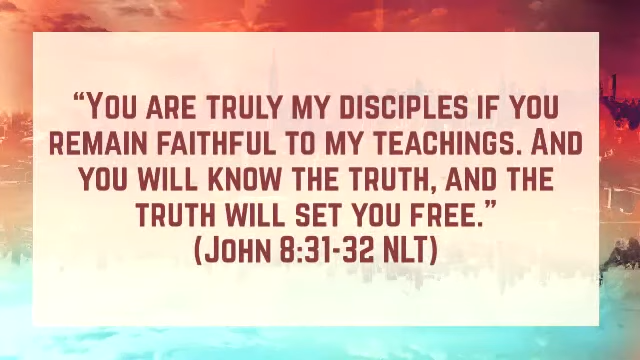 “You are truly my disciples if you
remain faithful to my teachings. And
you will know the truth, and the
truth will set you free.”
(John 8:31-32 NLT)